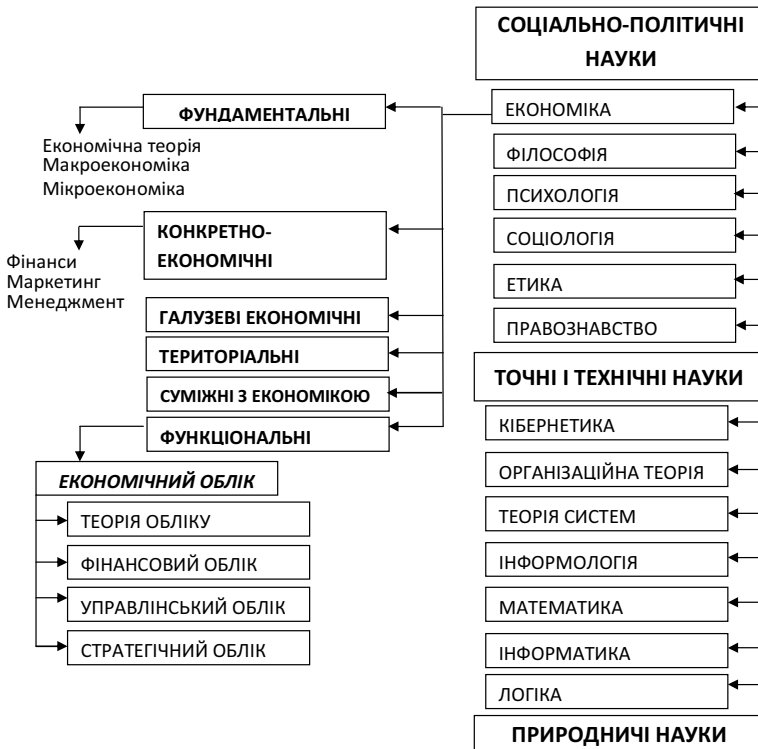 СОЦІАЛЬНО-ПОЛІТИЧНІ
НАУКИ
ФУНДАМЕНТАЛЬНІ
Економічна теорія
Макроекономіка
Мікроекономіка
КОНКРЕТНО-
ЕКОНОМІЧНІ
Фінанси
Маркетинг
Менеджмент
ГАЛУЗЕВІ ЕКОНОМІЧНІ
ТЕРИТОРІАЛЬНІ
СУМІЖНІ З ЕКОНОМІКОЮ
ФУНКЦІОНАЛЬНІ
ЕКОНОМІЧНИЙ ОБЛІК
ТЕОРІЯ ОБЛІКУ
ФІНАНСОВИЙ ОБЛІК
УПРАВЛІНСЬКИЙ ОБЛІК
СТРАТЕГІЧНИЙ ОБЛІК
ЕКОНОМІКА
ФІЛОСОФІЯ
ПСИХОЛОГІЯ
СОЦІОЛОГІЯ
ЕТИКА
ПРАВОЗНАВСТВО
ТОЧНІ І ТЕХНІЧНІ НАУКИ
КІБЕРНЕТИКА
ОРГАНІЗАЦІЙНА ТЕОРІЯ
ТЕОРІЯ СИСТЕМ
ІНФОРМОЛОГІЯ
МАТЕМАТИКА
ІНФОРМАТИКА
ЛОГІКА
ПРИРОДНИЧІ НАУКИ